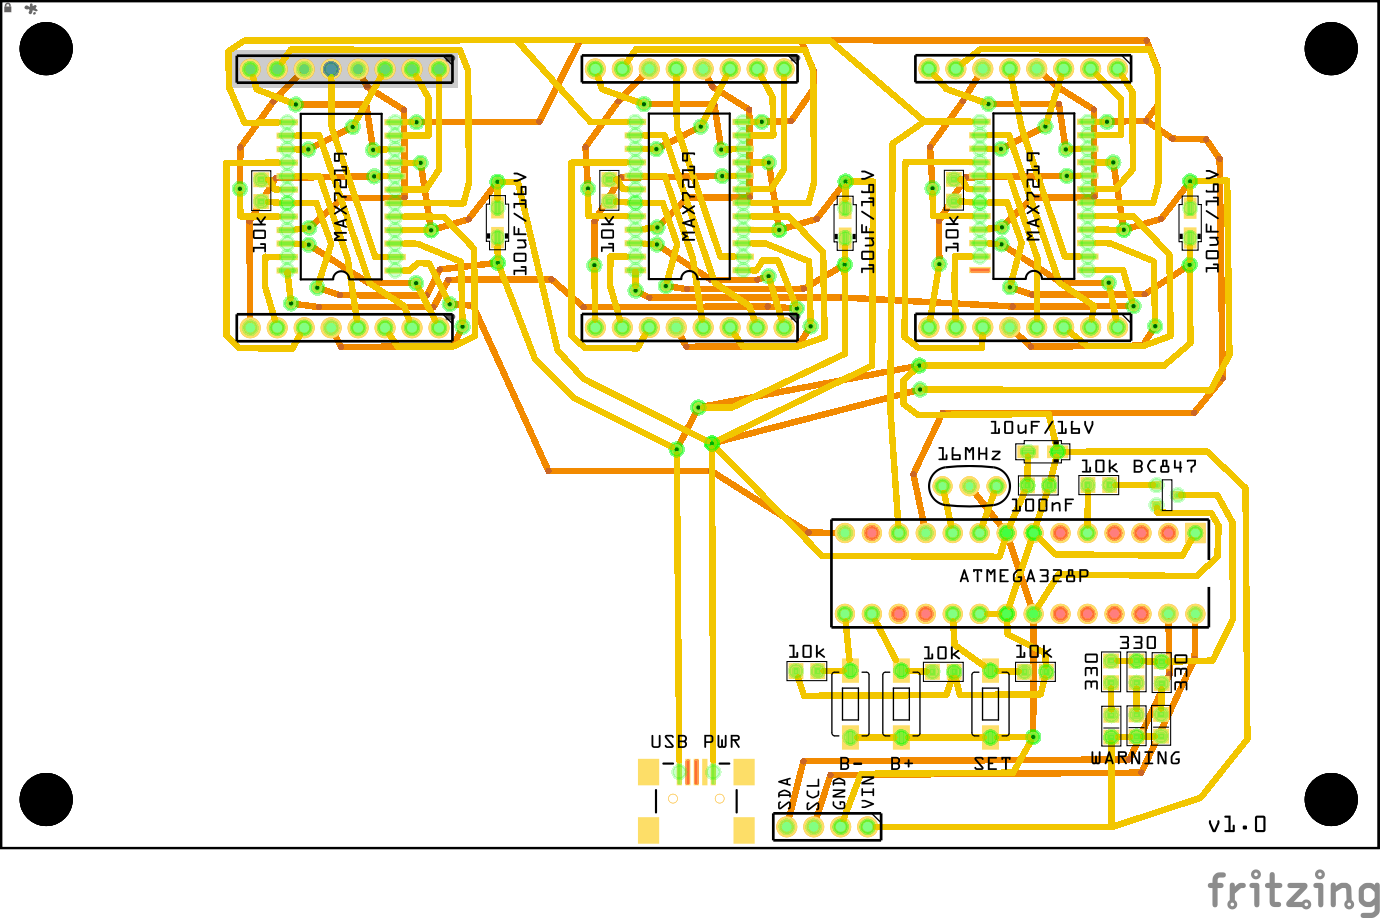 MAX7219
10k
10uF/16V
MAX7219
10k
10uF/16V
MAX7219
10k
10uF/16V
10uF/16V
16MHz
10k
BC847
100nF
ATMEGA328P
10k
10k
10k
330
330
330
USB PWR
B-
B+
SET
WARNING
SDA
SCL
GND
VIN
v1.0
fritzing